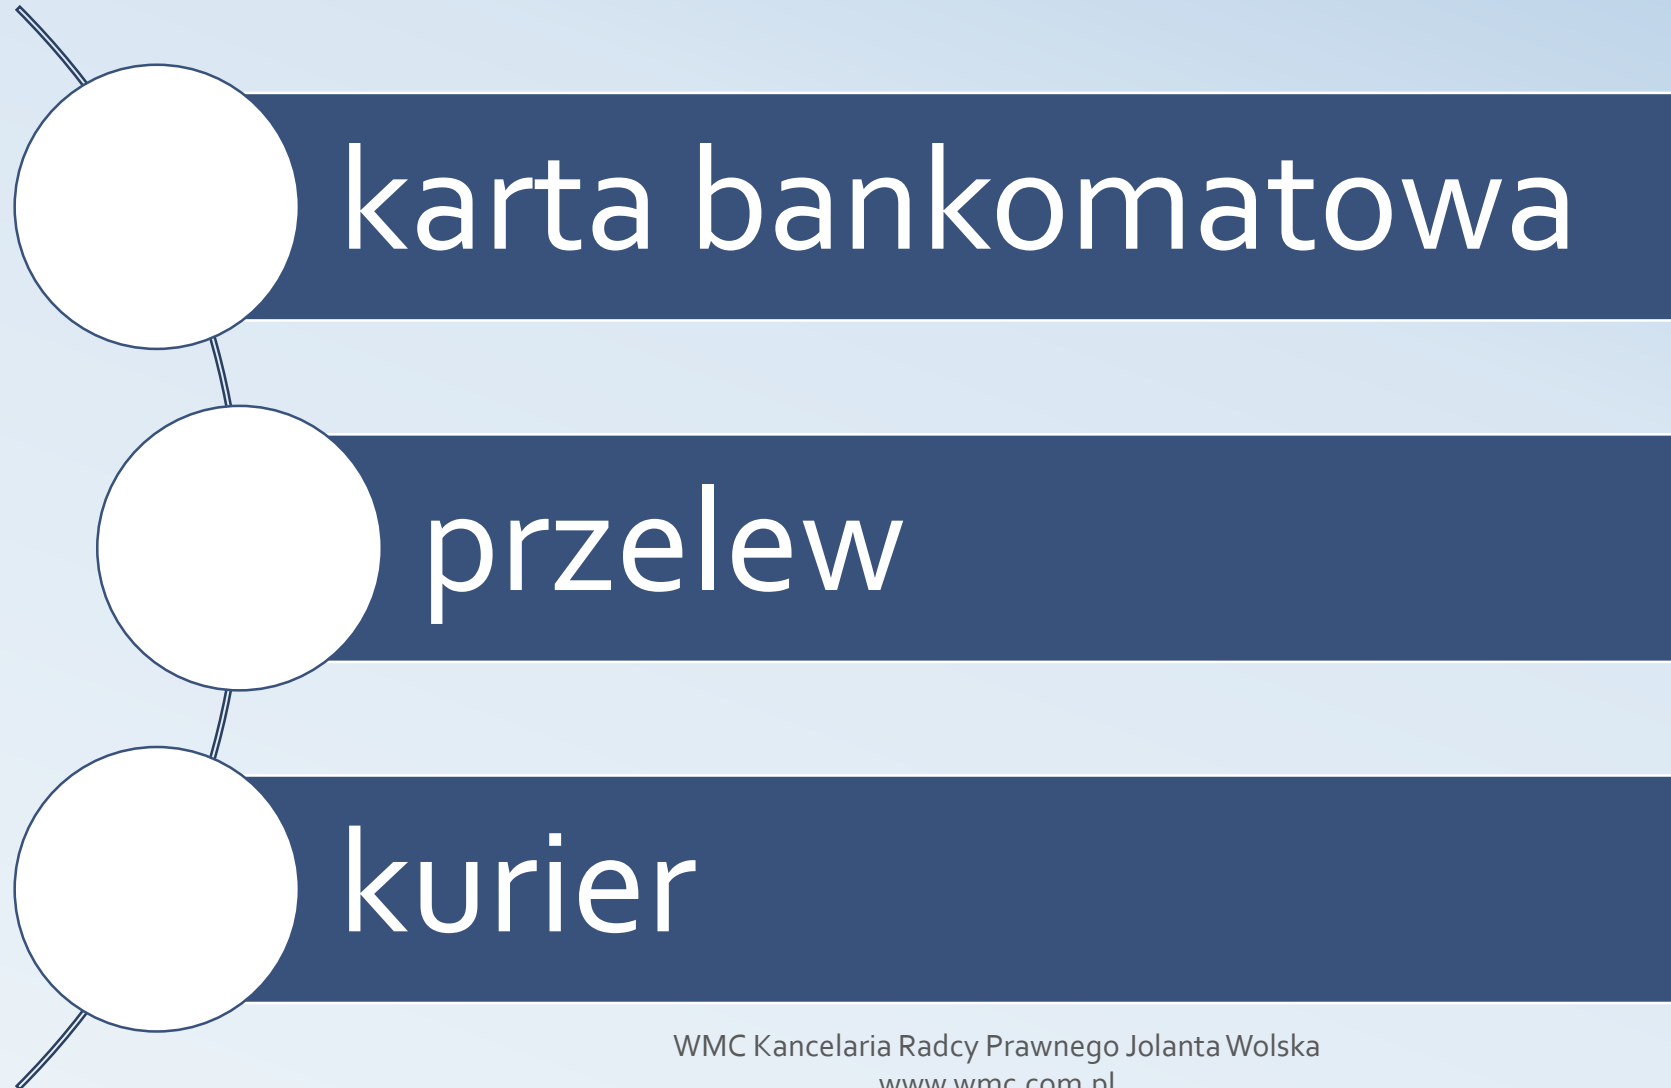 karta bankomatowa
przelew
kurier
WMC Kancelaria Radcy Prawnego Jolanta Wolska
www.wmc.com.pl